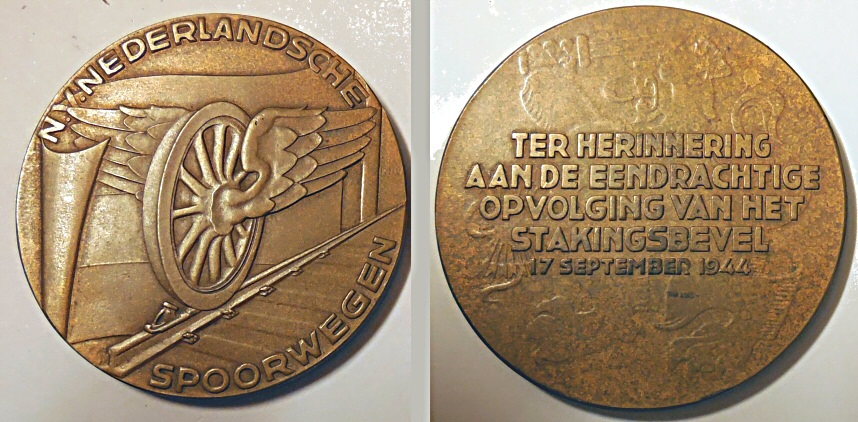 N.V. NEDERLANDSCHE
SPOORWEGEN
TER HERINNERING
AAN DE EENDRACHTIGE
OPVOLGING VAN HET
STAKINGSBEVEL
17 SEPTEMBER 1944